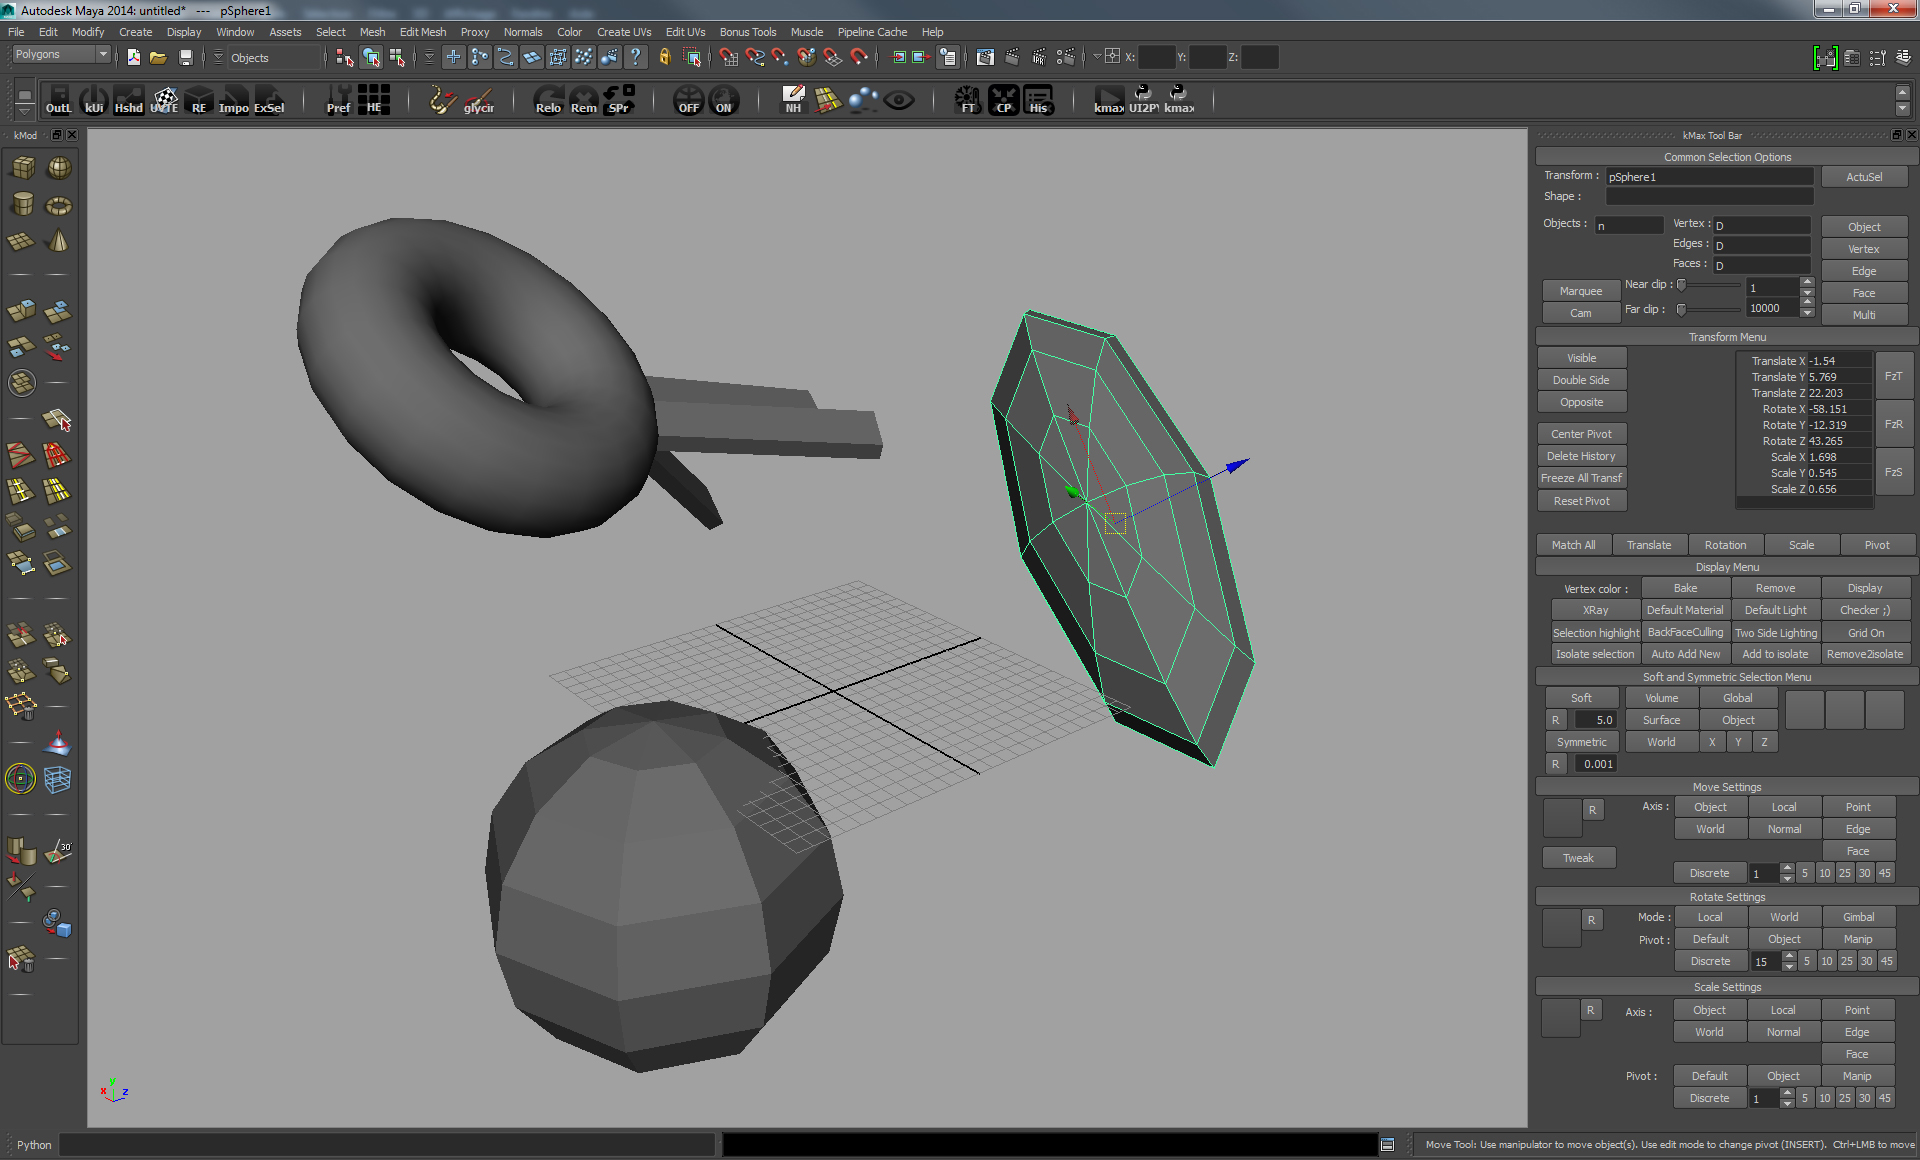 Autodesk Maya 2014: untitled* --- pSphere1
File Edit Modify Create Display Window Assets Select Mesh Edit Mesh Proxy Normals Color Create UVs Edit UVs Bonus Tools Muscle Pipeline Cache Help
Polygons Objects X: Y: Z:
OutL kUi Hshd UVTE RE Impo ExSel Pref HE glycir Relo Rem SPr OFF ON NH FT CP His kmax UI2PY kmax
kMod
30°
kMax Tool Bar
Common Selection Options
Transform : pSphere1 ActuSel
Shape :
Objects : n Vertex : D Object
Edges : D Vertex
Faces : D Edge
Marquee Near clip : 1 Face
Cam Far clip : 10000 Multi
Transform Menu
Visible Translate X -1.54 FzT
Double Side Translate Y 5.769
Opposite Translate Z 22.203
Rotate X -58.151 FzR
Center Pivot Rotate Y -12.319
Delete History Rotate Z 43.265
Freeze All Transf Scale X 1.698 FzS
Reset Pivot Scale Y 0.545
Scale Z 0.656
Match All Translate Rotation Scale Pivot
Display Menu
Vertex color : Bake Remove Display
XRay Default Material Default Light Checker ;)
Selection highlight BackFaceCulling Two Side Lighting Grid On
Isolate selection Auto Add New Add to isolate Remove2isolate
Soft and Symmetric Selection Menu
Soft Volume Global
R 5.0 Surface Object
Symmetric World X Y Z
R 0.001
Move Settings
R Axis : Object Local Point
World Normal Edge
Tweak Face
Discrete 1 5 10 25 30 45
Rotate Settings
R Mode : Local World Gimbal
Pivot : Default Object Manip
Discrete 15 5 10 25 30 45
Scale Settings
R Axis : Object Local Point
World Normal Edge
Face
Pivot : Default Object Manip
Discrete 1 5 10 25 30 45
x y z
Python
Move Tool: Use manipulator to move object(s). Use edit mode to change pivot (INSERT). Ctrl+LMB to move